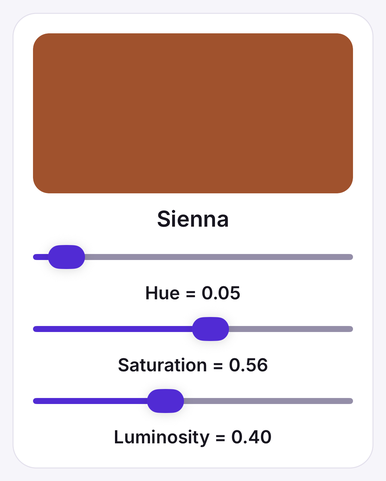 Sienna
Hue = 0.05
Saturation = 0.56
Luminosity = 0.40